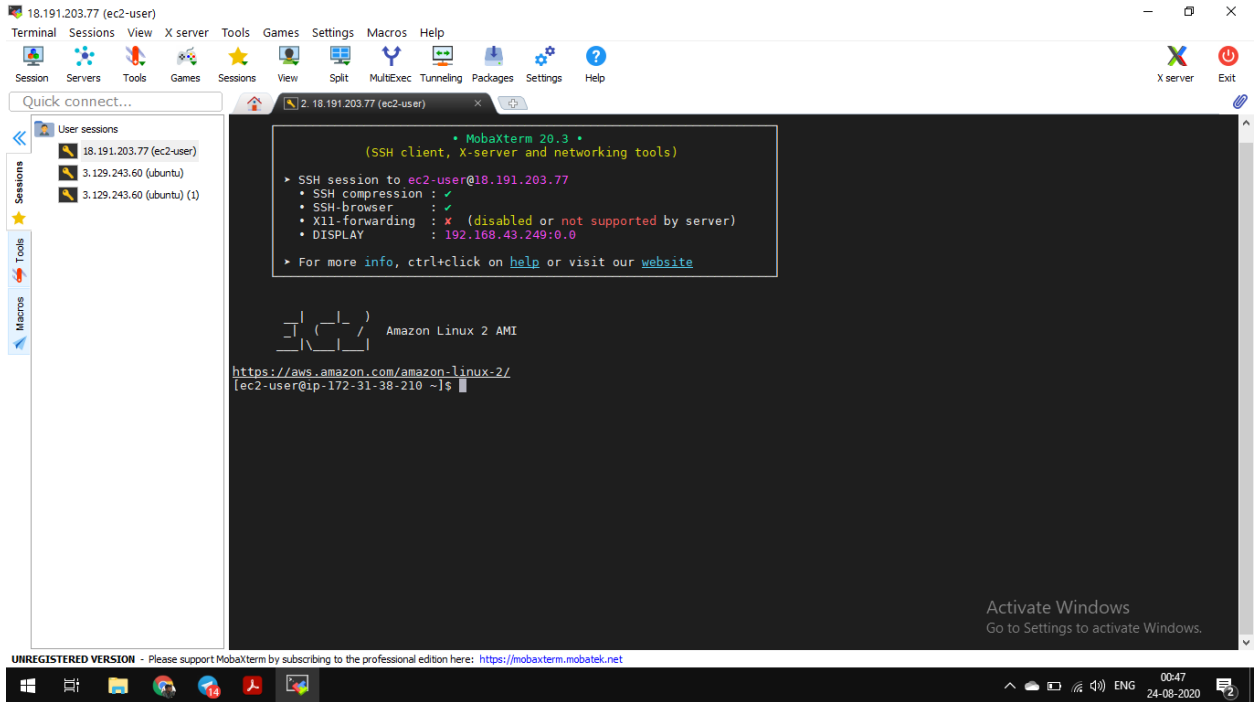 18.191.203.77 (ec2-user)
Terminal Sessions View X server Tools Games Settings Macros Help
Session Servers Tools Games Sessions View Split MultiExec Tunneling Packages Settings Help X server Exit
Quick connect...
2. 18.191.203.77 (ec2-user)
User sessions
18.191.203.77 (ec2-user)
3.129.243.60 (ubuntu)
3.129.243.60 (ubuntu) (1)
Sessions
Tools
Macros
• MobaXterm 20.3 •
(SSH client, X-server and networking tools)
➤ SSH session to ec2-user@18.191.203.77
• SSH compression : ✔
• SSH-browser : ✔
• X11-forwarding : ✘ (disabled or not supported by server)
• DISPLAY : 192.168.43.249:0.0
➤ For more info, ctrl+click on help or visit our website
__| __|_ )
_| ( / Amazon Linux 2 AMI
___|\___|___|
https://aws.amazon.com/amazon-linux-2/
[ec2-user@ip-172-31-38-210 ~]$
Activate Windows
Go to Settings to activate Windows.
UNREGISTERED VERSION - Please support MobaXterm by subscribing to the professional edition here: https://mobaxterm.mobatek.net
14
ENG
00:47
24-08-2020
2